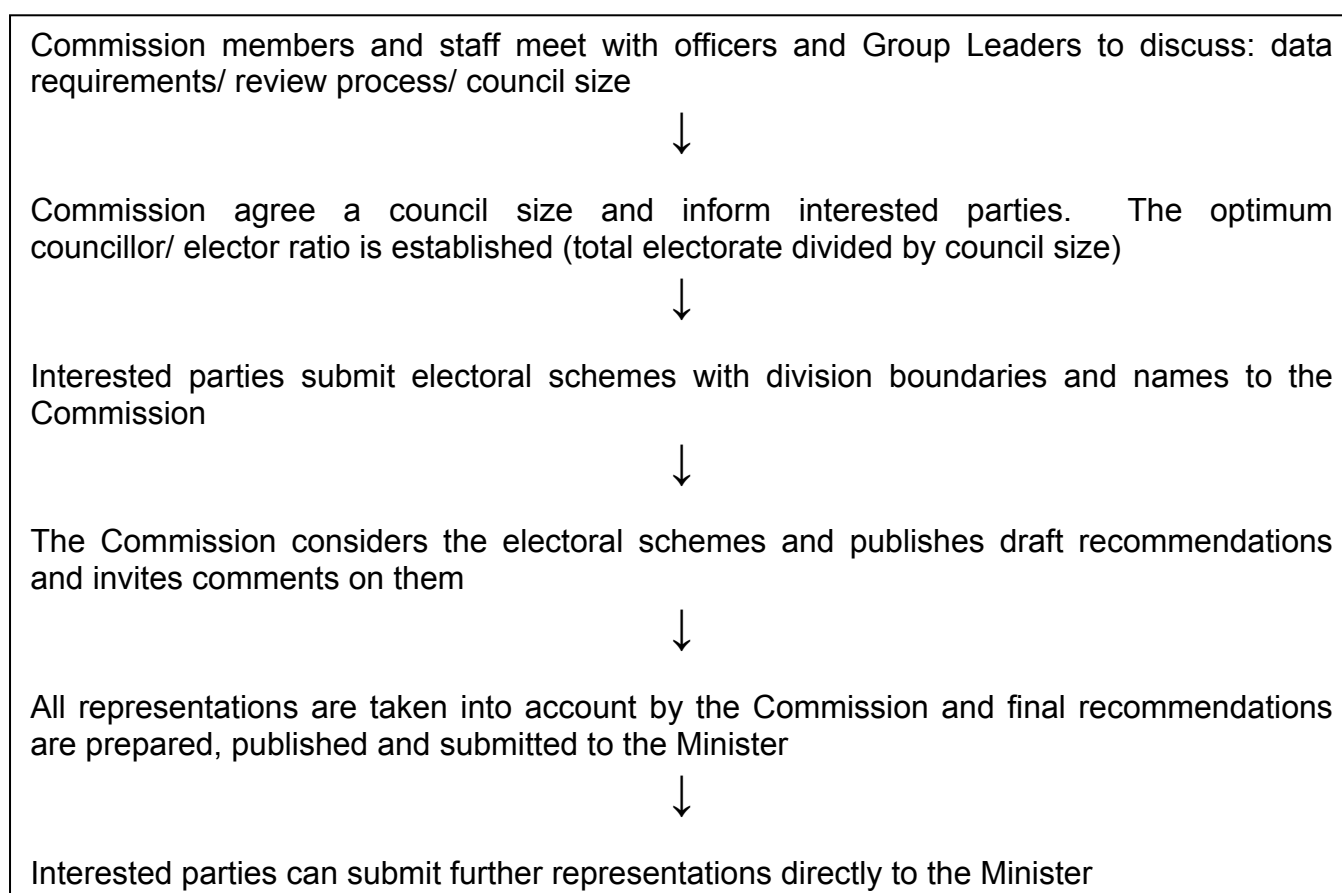 Commission members and staff meet with officers and Group Leaders to discuss: data
requirements/ review process/ council size
↓
Commission agree a council size and inform interested parties. The optimum
councillor/ elector ratio is established (total electorate divided by council size)
↓
Interested parties submit electoral schemes with division boundaries and names to the
Commission
↓
The Commission considers the electoral schemes and publishes draft recommendations
and invites comments on them
↓
All representations are taken into account by the Commission and final recommendations
are prepared, published and submitted to the Minister
↓
Interested parties can submit further representations directly to the Minister